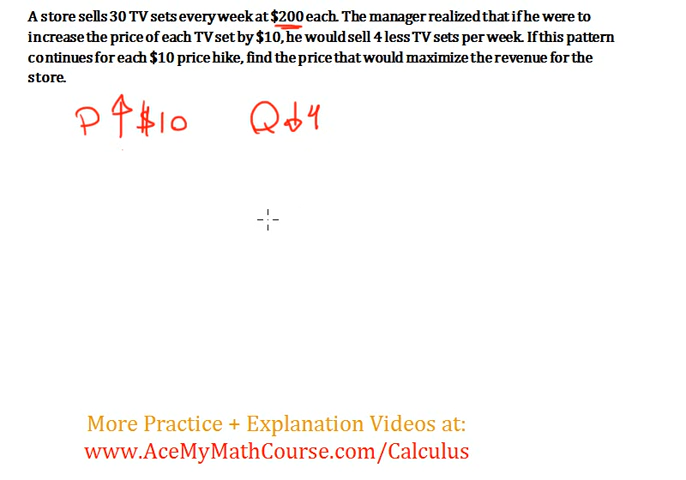 A store sells 30 TV sets every week at $200 each. The manager realized that if he were to
increase the price of each TV set by $10, he would sell 4 less TV sets per week. If this pattern
continues for each $10 price hike, find the price that would maximize the revenue for the
store.
P ↑ $10 Q ↓ 4
More Practice + Explanation Videos at:
www.AceMyMathCourse.com/Calculus